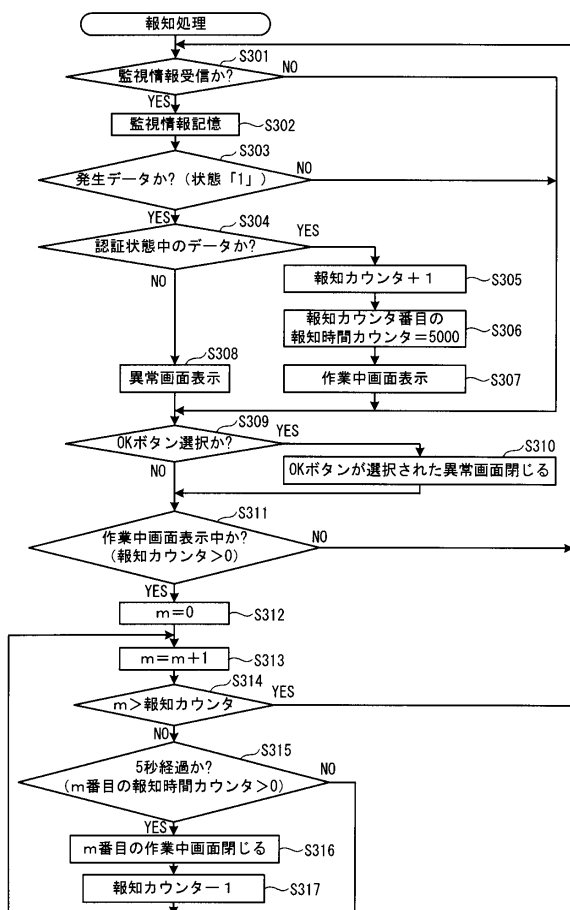 報知処理
S301
監視情報受信か?
NO
YES
監視情報記憶
S302
S303
発生データか?(状態「1」)
NO
YES
S304
認証状態中のデータか?
YES
NO
報知カウンタ+1
S305
報知カウンタ番目の
報知時間カウンタ=5000
S306
S308
異常画面表示
作業中画面表示
S307
S309
OKボタン選択か?
YES
NO
S310
OKボタンが選択された異常画面閉じる
S311
作業中画面表示中か?
(報知カウンタ>0)
NO
YES
m=0
S312
m=m+1
S313
S314
m>報知カウンタ
YES
NO
S315
5秒経過か?
(m番目の報知時間カウンタ>0)
NO
YES
m番目の作業中画面閉じる
S316
報知カウンター1
S317